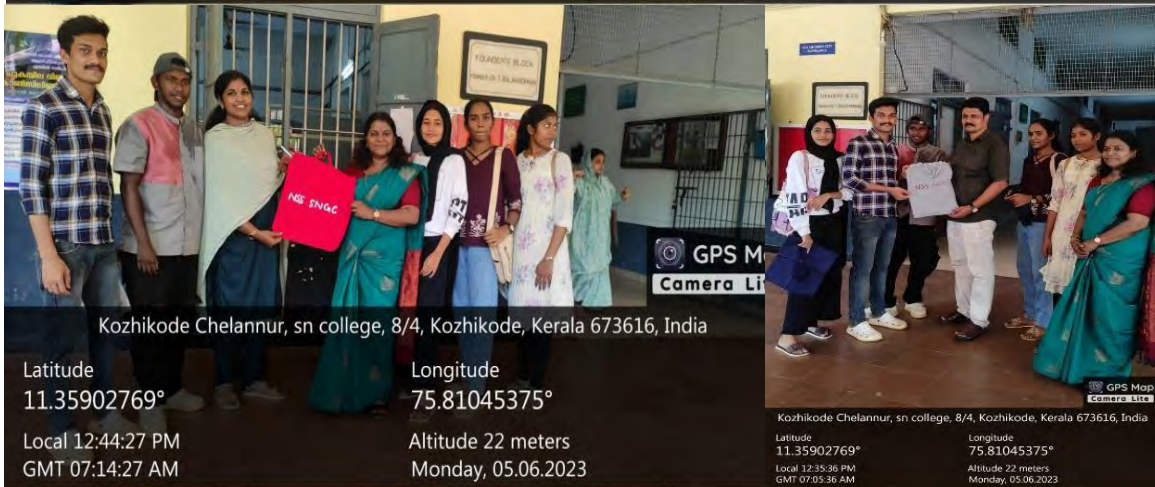 FOUNDER'S BLOCK
NSS SNGC
GPS M
Camera Li
Kozhikode Chelannur, sn college, 8/4, Kozhikode, Kerala 673616, India
Latitude
11.35902769°
Longitude
75.81045375°
Local 12:44:27 PM
GMT 07:14:27 AM
Altitude 22 meters
Monday, 05.06.2023
NSS SNGC
GPS Map
Camera Lite
Kozhikode Chelannur, sn college, 8/4, Kozhikode, Kerala 673616, India
Latitude
11.35902769°
Longitude
75.81045375°
Local 12:35:36 PM
GMT 07:05:36 AM
Altitude 22 meters
Monday, 05.06.2023